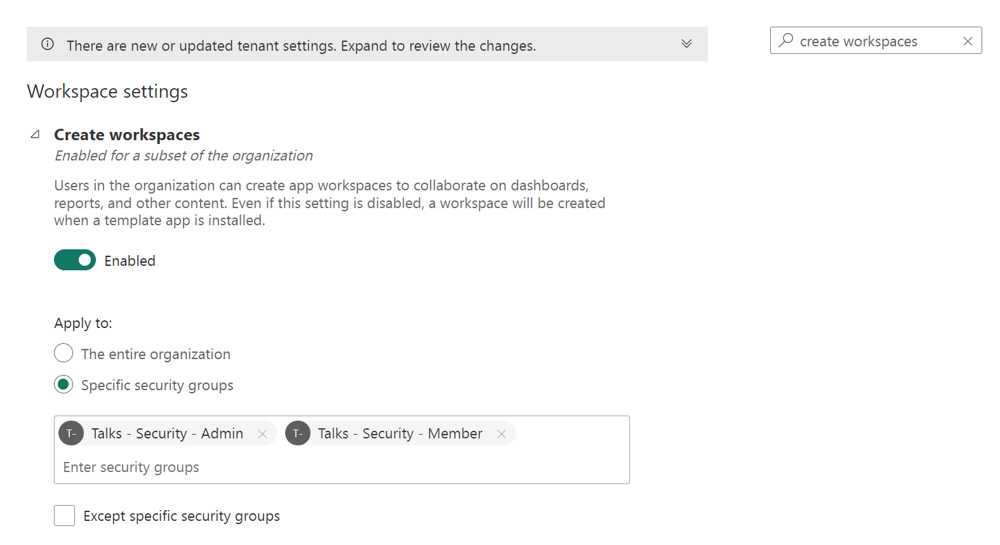 There are new or updated tenant settings. Expand to review the changes.
create workspaces
Workspace settings
Create workspaces
Enabled for a subset of the organization
Users in the organization can create app workspaces to collaborate on dashboards,
reports, and other content. Even if this setting is disabled, a workspace will be created
when a template app is installed.
Enabled
Apply to:
The entire organization
Specific security groups
T- Talks - Security - Admin T- Talks - Security - Member
Enter security groups
Except specific security groups